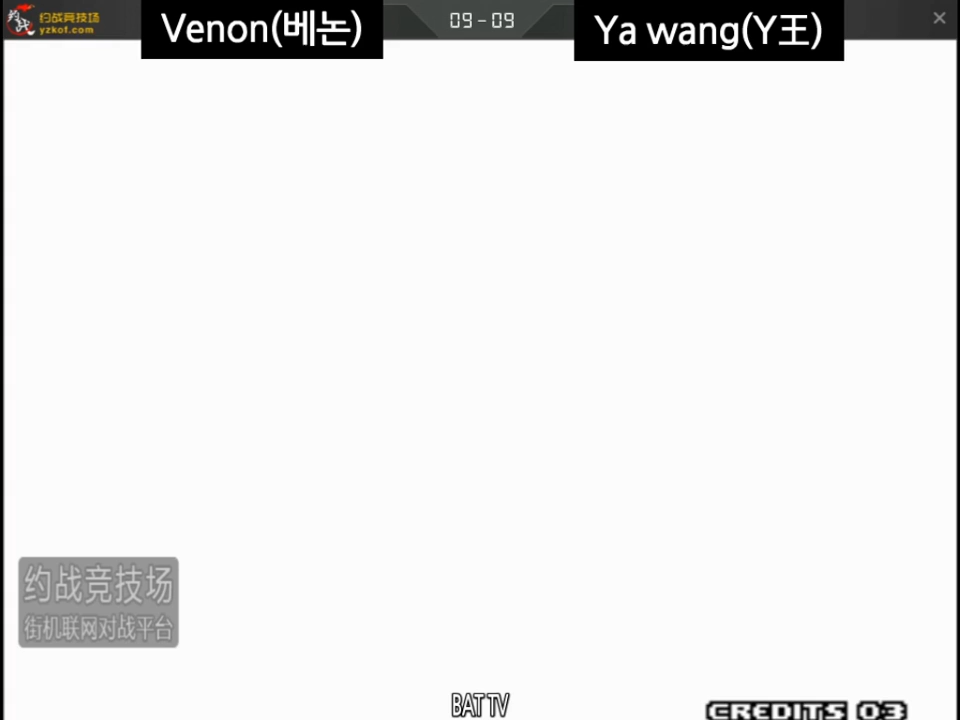 约战竞技场
yzkof.com
Venon(베논)
09-09
Ya wang(Y王)
约战竞技场
街机联网对战平台
BAT TV
CREDITS 03